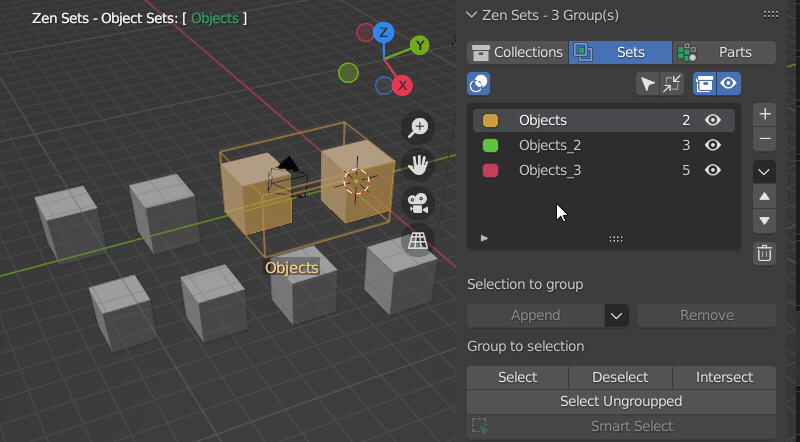 Zen Sets - Object Sets: [ Objects ]
Z
Y
X
Objects
Zen Sets - 3 Group(s)
Collections Sets Parts
Objects 2
Objects_2 3
Objects_3 5
Selection to group
Append Remove
Group to selection
Select Deselect Intersect
Select Ungroupped
Smart Select